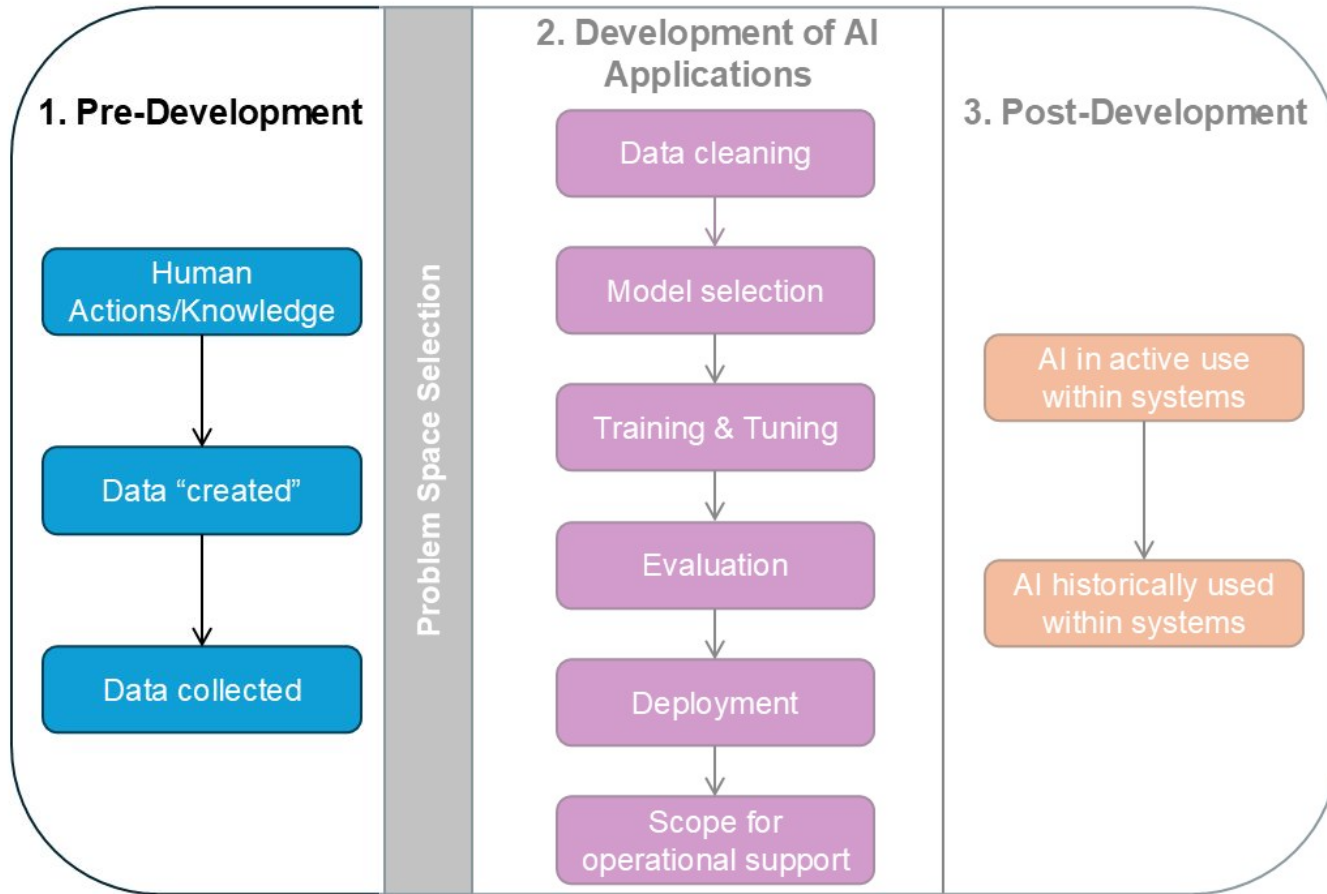 1. Pre-Development
Human
Actions/Knowledge
Data “created”
Data collected
Problem Space Selection
2. Development of AI
Applications
Data cleaning
Model selection
Training & Tuning
Evaluation
Deployment
Scope for
operational support
3. Post-Development
AI in active use
within systems
AI historically used
within systems